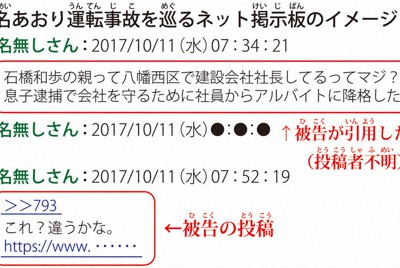 名あおり運転事故を巡るネット掲示板のイメージ
名無しさん:2017/10/11(水)07:34:21
石橋和歩の親って八幡西区で建設会社社長してるってマジ?
息子逮捕で会社を守るために社員からアルバイトに降格した
名無しさん:2017/10/11(水)●:●:● ↑被告が引用した
(投稿者不明)
名無しさん:2017/10/11(水)07:52:19
>>793
これ?違うかな。
https://www.‥‥‥
←被告の投稿